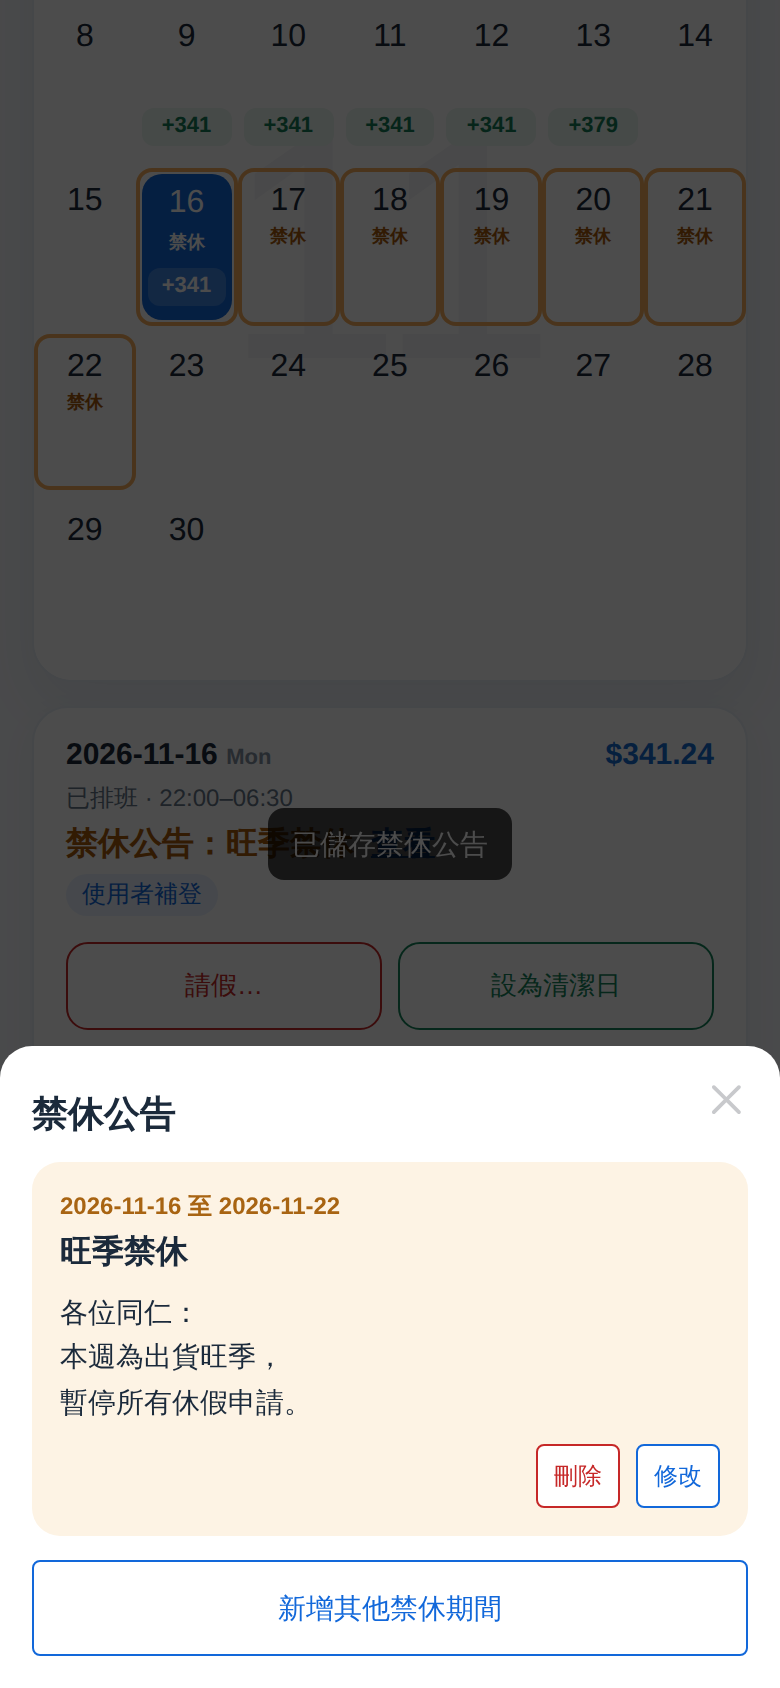 8 9 10 11 12 13 14
+341 +341 +341 +341 +379
15 16 17 18 19 20 21
禁休 禁休 禁休 禁休 禁休 禁休
+341
11
22 23 24 25 26 27 28
禁休
29 30
2026-11-16 Mon $341.24
已排班 · 22:00–06:30
禁休公告：旺季
已儲存禁休公告
使用者補登
請假… 設為清潔日
禁休公告
2026-11-16 至 2026-11-22
旺季禁休
各位同仁：
本週為出貨旺季，
暫停所有休假申請。
刪除 修改
新增其他禁休期間